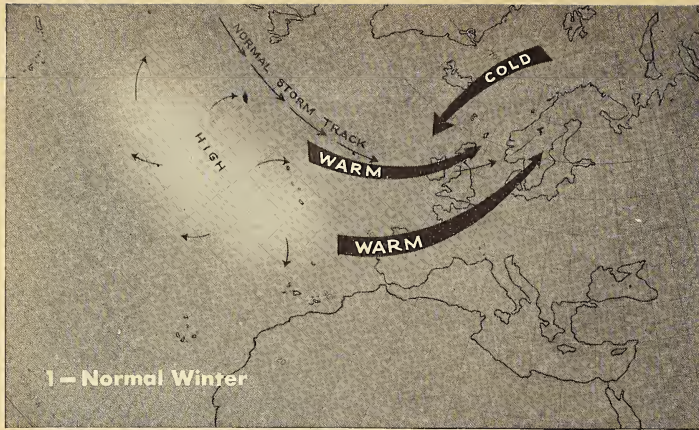 NORMAL STORM TRACK
COLD
HIGH
WARM
WARM
1—Normal Winter